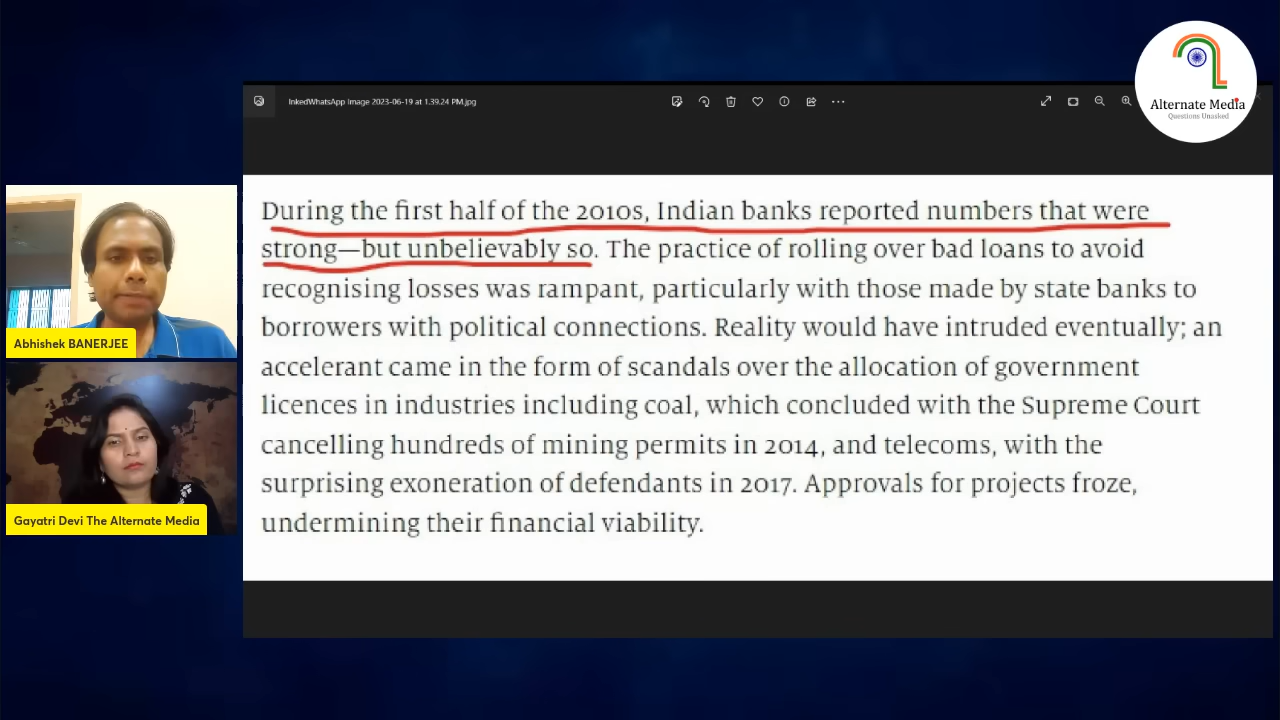 InkedWhatsApp Image 2023-06-19 at 1.39.24 PM.jpg
Alternate Media
Questions Unasked
During the first half of the 2010s, Indian banks reported numbers that were
strong—but unbelievably so. The practice of rolling over bad loans to avoid
recognising losses was rampant, particularly with those made by state banks to
borrowers with political connections. Reality would have intruded eventually; an
accelerant came in the form of scandals over the allocation of government
licences in industries including coal, which concluded with the Supreme Court
cancelling hundreds of mining permits in 2014, and telecoms, with the
surprising exoneration of defendants in 2017. Approvals for projects froze,
undermining their financial viability.
Abhishek BANERJEE
Gayatri Devi The Alternate Media